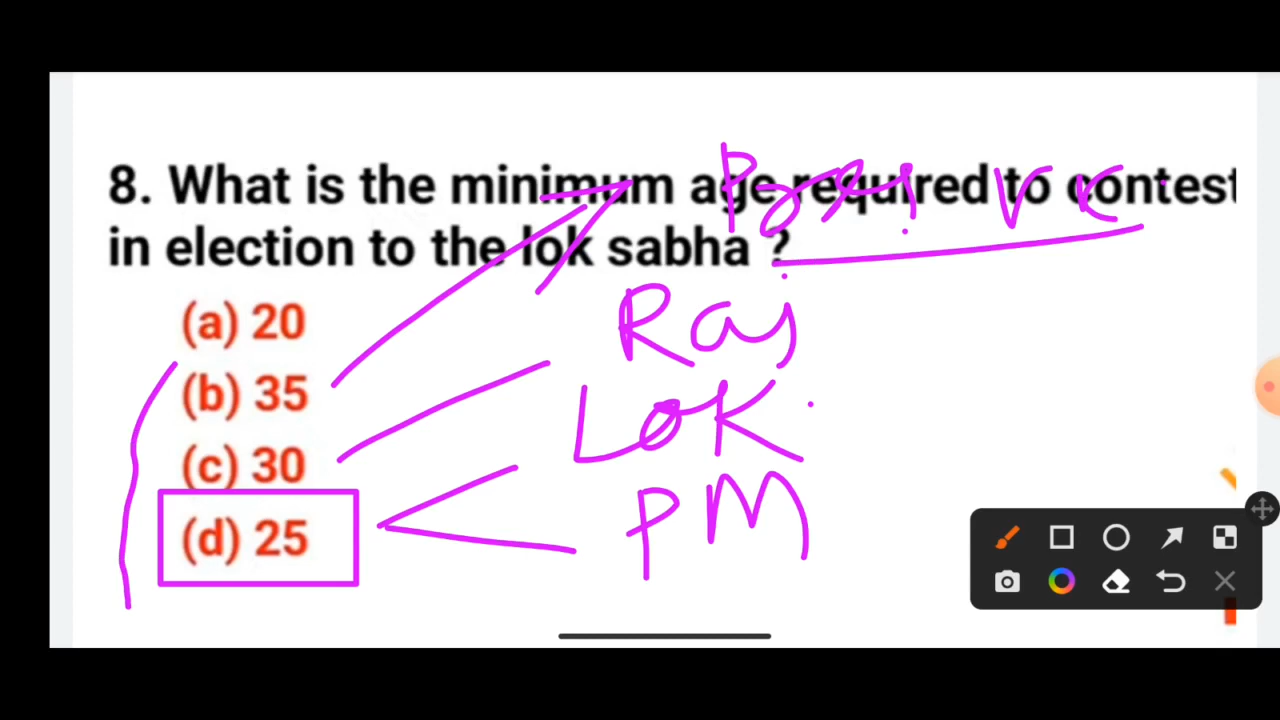 8. What is the minimum age required to contest
in election to the lok sabha ?
(a) 20
Raj
(b) 35
LOK
(c) 30
PM
(d) 25